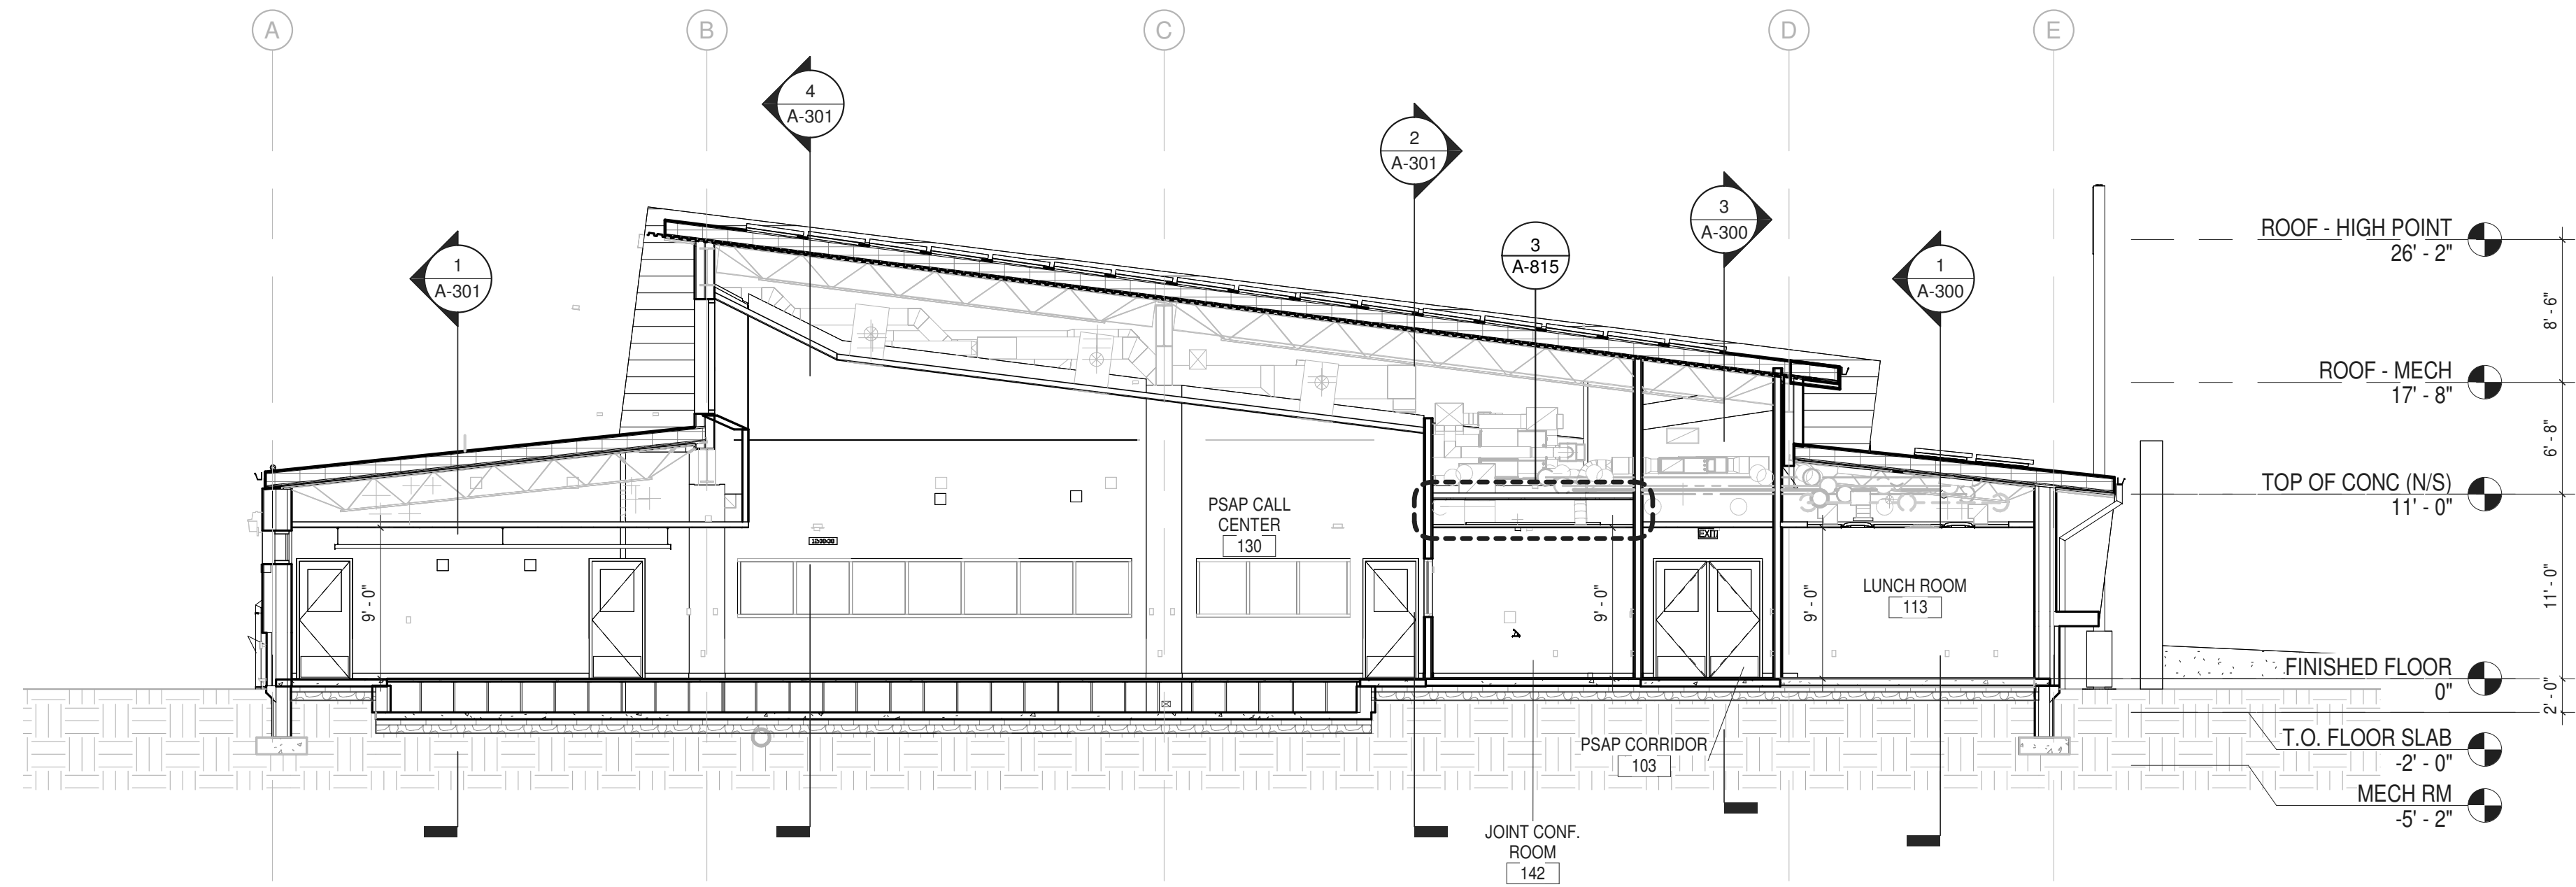 A
B
C
D
E
4
A-301
2
A-301
3
A-300
3
A-815
1
A-301
1
A-300
ROOF - HIGH POINT
26' - 2"
8' - 6"
ROOF - MECH
17' - 8"
6' - 8"
TOP OF CONC (N/S)
11' - 0"
11' - 0"
FINISHED FLOOR
0"
2' - 0"
T.O. FLOOR SLAB
-2' - 0"
MECH RM
-5' - 2"
PSAP CALL
CENTER
130
EXIT
9' - 0"
9' - 0"
9' - 0"
LUNCH ROOM
113
PSAP CORRIDOR
103
JOINT CONF.
ROOM
142